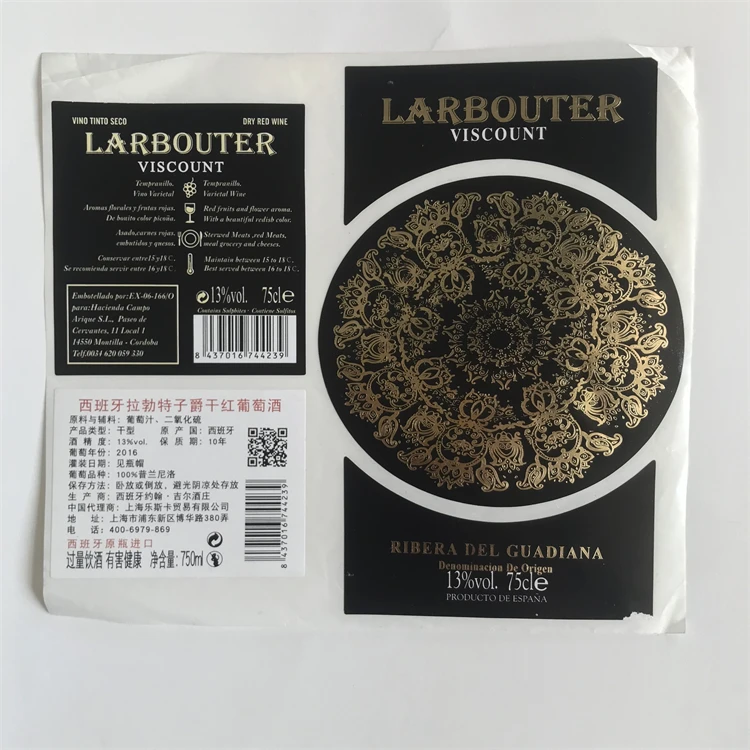 VINO TINTO SECO DRY RED WINE
LARBOUTER
VISCOUNT
Tempranillo. Tempranillo.
Vino Varietal Varietal Wine
Aromas florales y frutas rojas. Red fruits and flower aroma.
De bonito color picoña. With a beautiful redish color.
Asado,carnes rojas. Sterwed Meats ,red Meats,
embutidos y quesos. meal grocery and cheeses.
Conservar entre15 y18℃. Maintain between 15 to 18℃.
Se recomienda servir entre 16 y18℃. Best served between 16 to 18℃.
Embotellado por:EX-06-166/O
para:Hacienda Campo
Arique S.L., Paseo de
Cervantes, 11 Local 1
14550 Montilla - Cordoba
Telf.0034 620 059 330
13%vol. 75cl℮
Contains Sulphites · Contiene Sulfitos
8 437016 744239
西班牙拉勃特子爵干红葡萄酒
原料与辅料：葡萄汁、二氧化硫
产品类型：干型 原 产 国：西班牙
酒 精 度：13%vol. 保 质 期：10年
葡萄年份：2016
灌装日期：见瓶帽
葡萄品种：100%普兰尼洛
保存方法：卧放或倒放，避光阴凉处存放
生 产 商：西班牙约翰·吉尔酒庄
中国代理商：上海乐斯卡贸易有限公司
地 址：上海市浦东新区博华路380弄
电 话：400-6979-869
西班牙原瓶进口
过量饮酒 有害健康 净含量:750ml
8 437016 744239
LARBOUTER
VISCOUNT
RIBERA DEL GUADIANA
Denominacion De Origen
13%vol. 75cl℮
PRODUCTO DE ESPAÑA